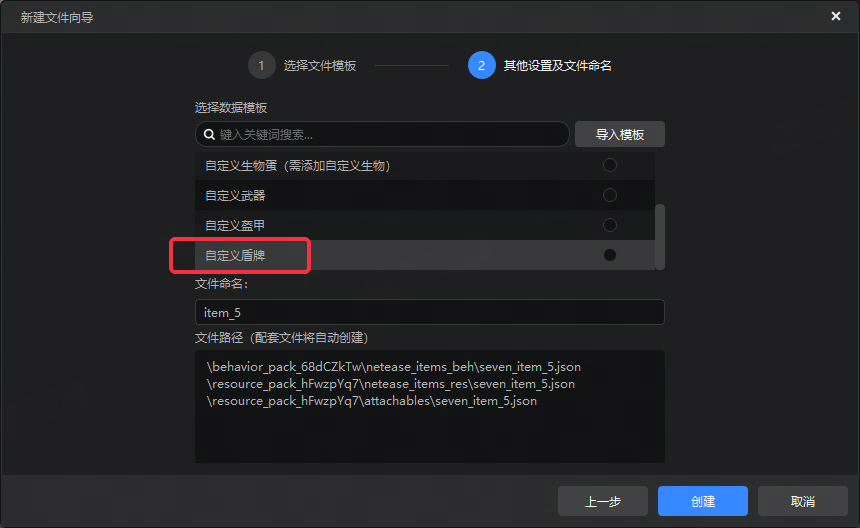 新建文件向导
1 选择文件模板 2 其他设置及文件命名
选择数据模板
键入关键词搜索... 导入模板
自定义生物蛋（需添加自定义生物）
自定义武器
自定义盔甲
自定义盾牌
文件命名：
item_5
文件路径（配套文件将自动创建）
\behavior_pack_68dCZkTw\netease_items_beh\seven_item_5.json
\resource_pack_hFwzpYq7\netease_items_res\seven_item_5.json
\resource_pack_hFwzpYq7\attachables\seven_item_5.json
上一步 创建 取消